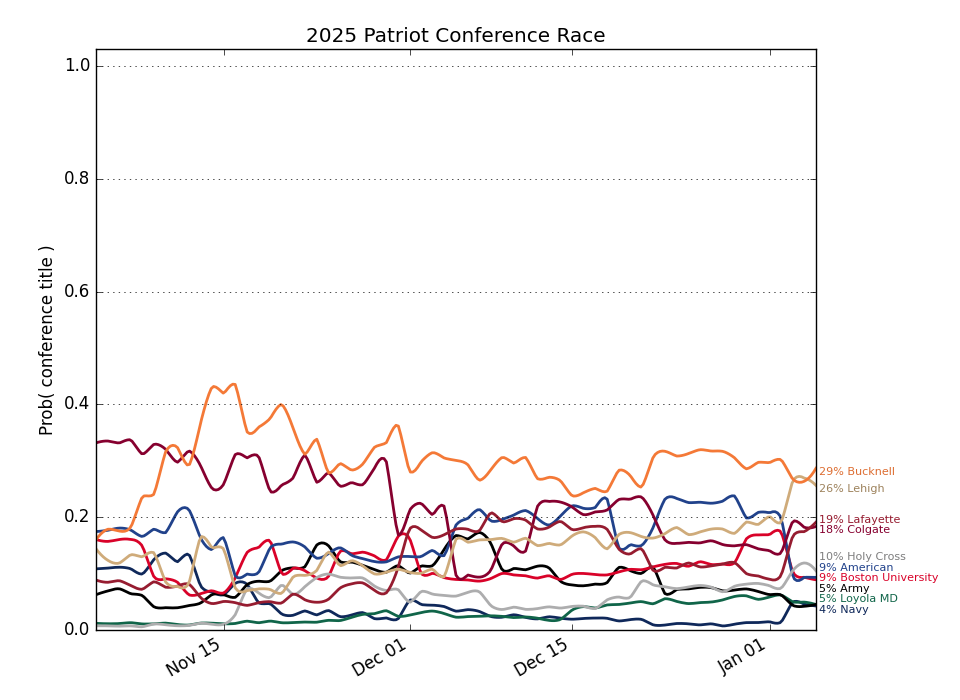 2025 Patriot Conference Race
Prob( conference title )
1.0
0.8
0.6
0.4
0.2
0.0
Nov 15
Dec 01
Dec 15
Jan 01
29% Bucknell
26% Lehigh
19% Lafayette
18% Colgate
10% Holy Cross
9% American
9% Boston University
5% Army
5% Loyola MD
4% Navy